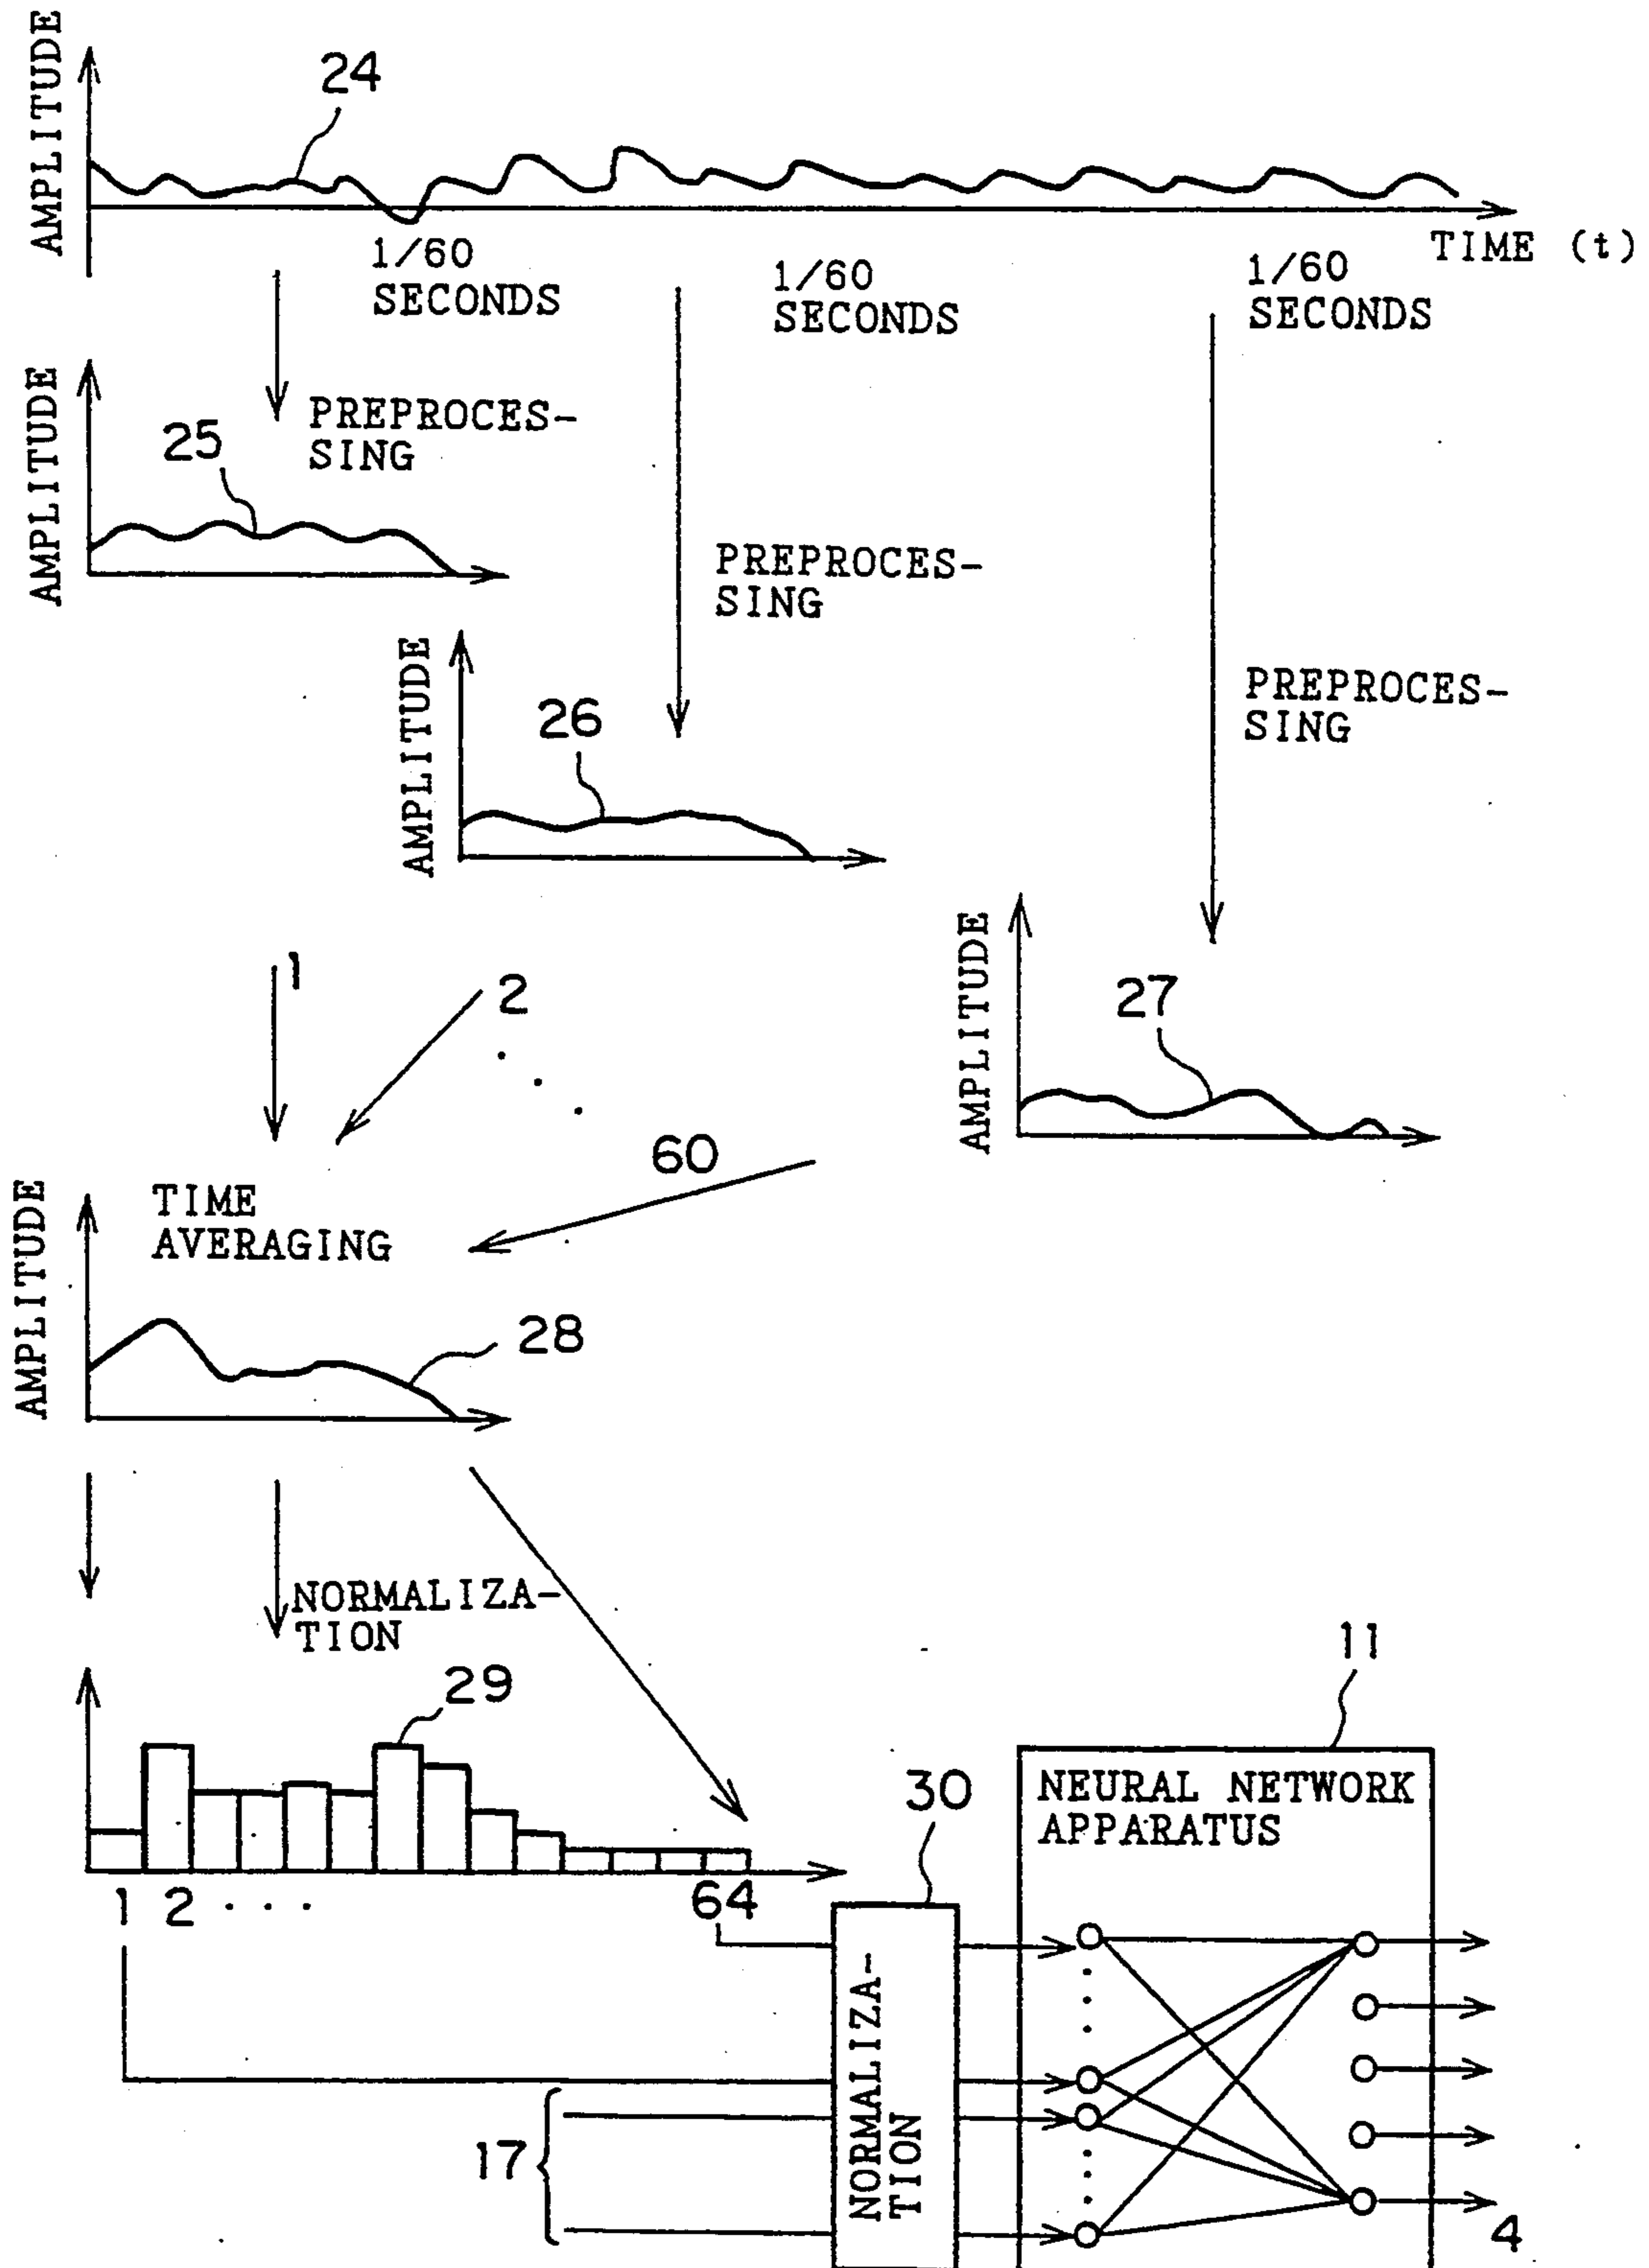 AMPLITUDE
24
TIME (t)
1/60
SECONDS
1/60
SECONDS
1/60
SECONDS
AMPLITUDE
25
PREPROCES-
SING
PREPROCES-
SING
PREPROCES-
SING
AMPLITUDE
26
AMPLITUDE
27
1
2
.
.
.
60
AMPLITUDE
TIME
AVERAGING
28
NORMALIZA-
TION
29
11
30
NEURAL NETWORK
APPARATUS
1 2 ... 64
NORMALIZA-
TION
17
4